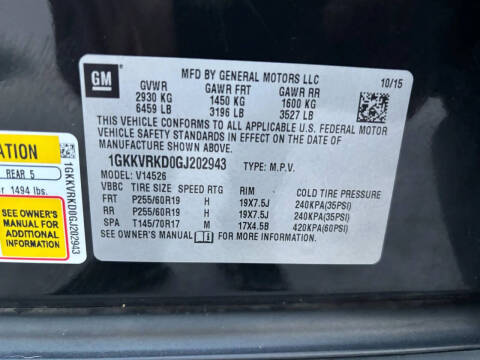 GM
MFD BY GENERAL MOTORS LLC
10/15
GVWR GAWR FRT GAWR RR
2930 KG 1450 KG 1600 KG
6459 LB 3196 LB 3527 LB
THIS VEHICLE CONFORMS TO ALL APPLICABLE U.S. FEDERAL MOTOR
VEHICLE SAFETY STANDARDS IN EFFECT ON THE DATE OF
MANUFACTURE SHOWN ABOVE.
1GKKVRKD0GJ202943 TYPE: M.P.V.
MODEL: V14526
VBBC TIRE SIZE SPEED RTG RIM COLD TIRE PRESSURE
FRT P255/60R19 H 19X7.5J 240KPA(35PSI)
RR P255/60R19 H 19X7.5J 240KPA(35PSI)
SPA T145/70R17 M 17X4.5B 420KPA(60PSI)
SEE OWNER'S MANUAL FOR MORE INFORMATION.
ATION
REAR 5
r 1494 lbs.
SEE OWNER'S
MANUAL FOR
ADDITIONAL
INFORMATION
1GKKVRKD0GJ202943